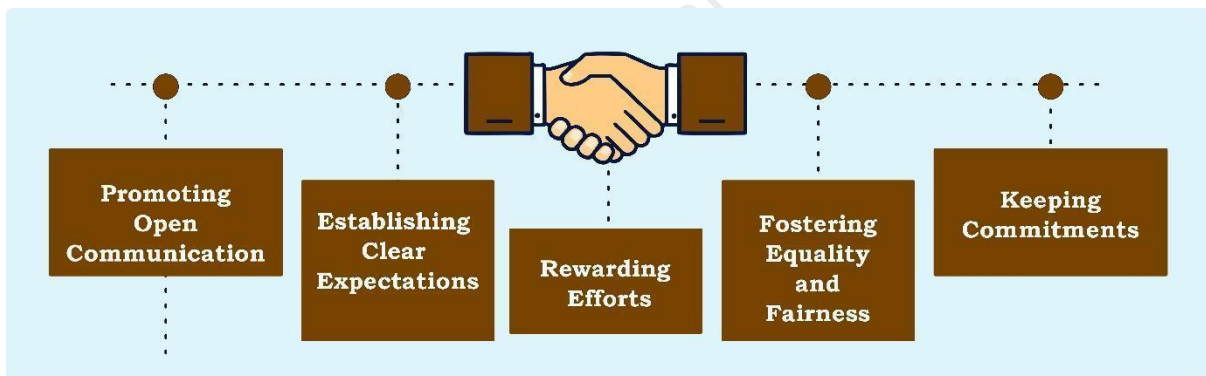 Promoting
Open
Communication
Establishing
Clear
Expectations
Rewarding
Efforts
Fostering
Equality
and
Fairness
Keeping
Commitments